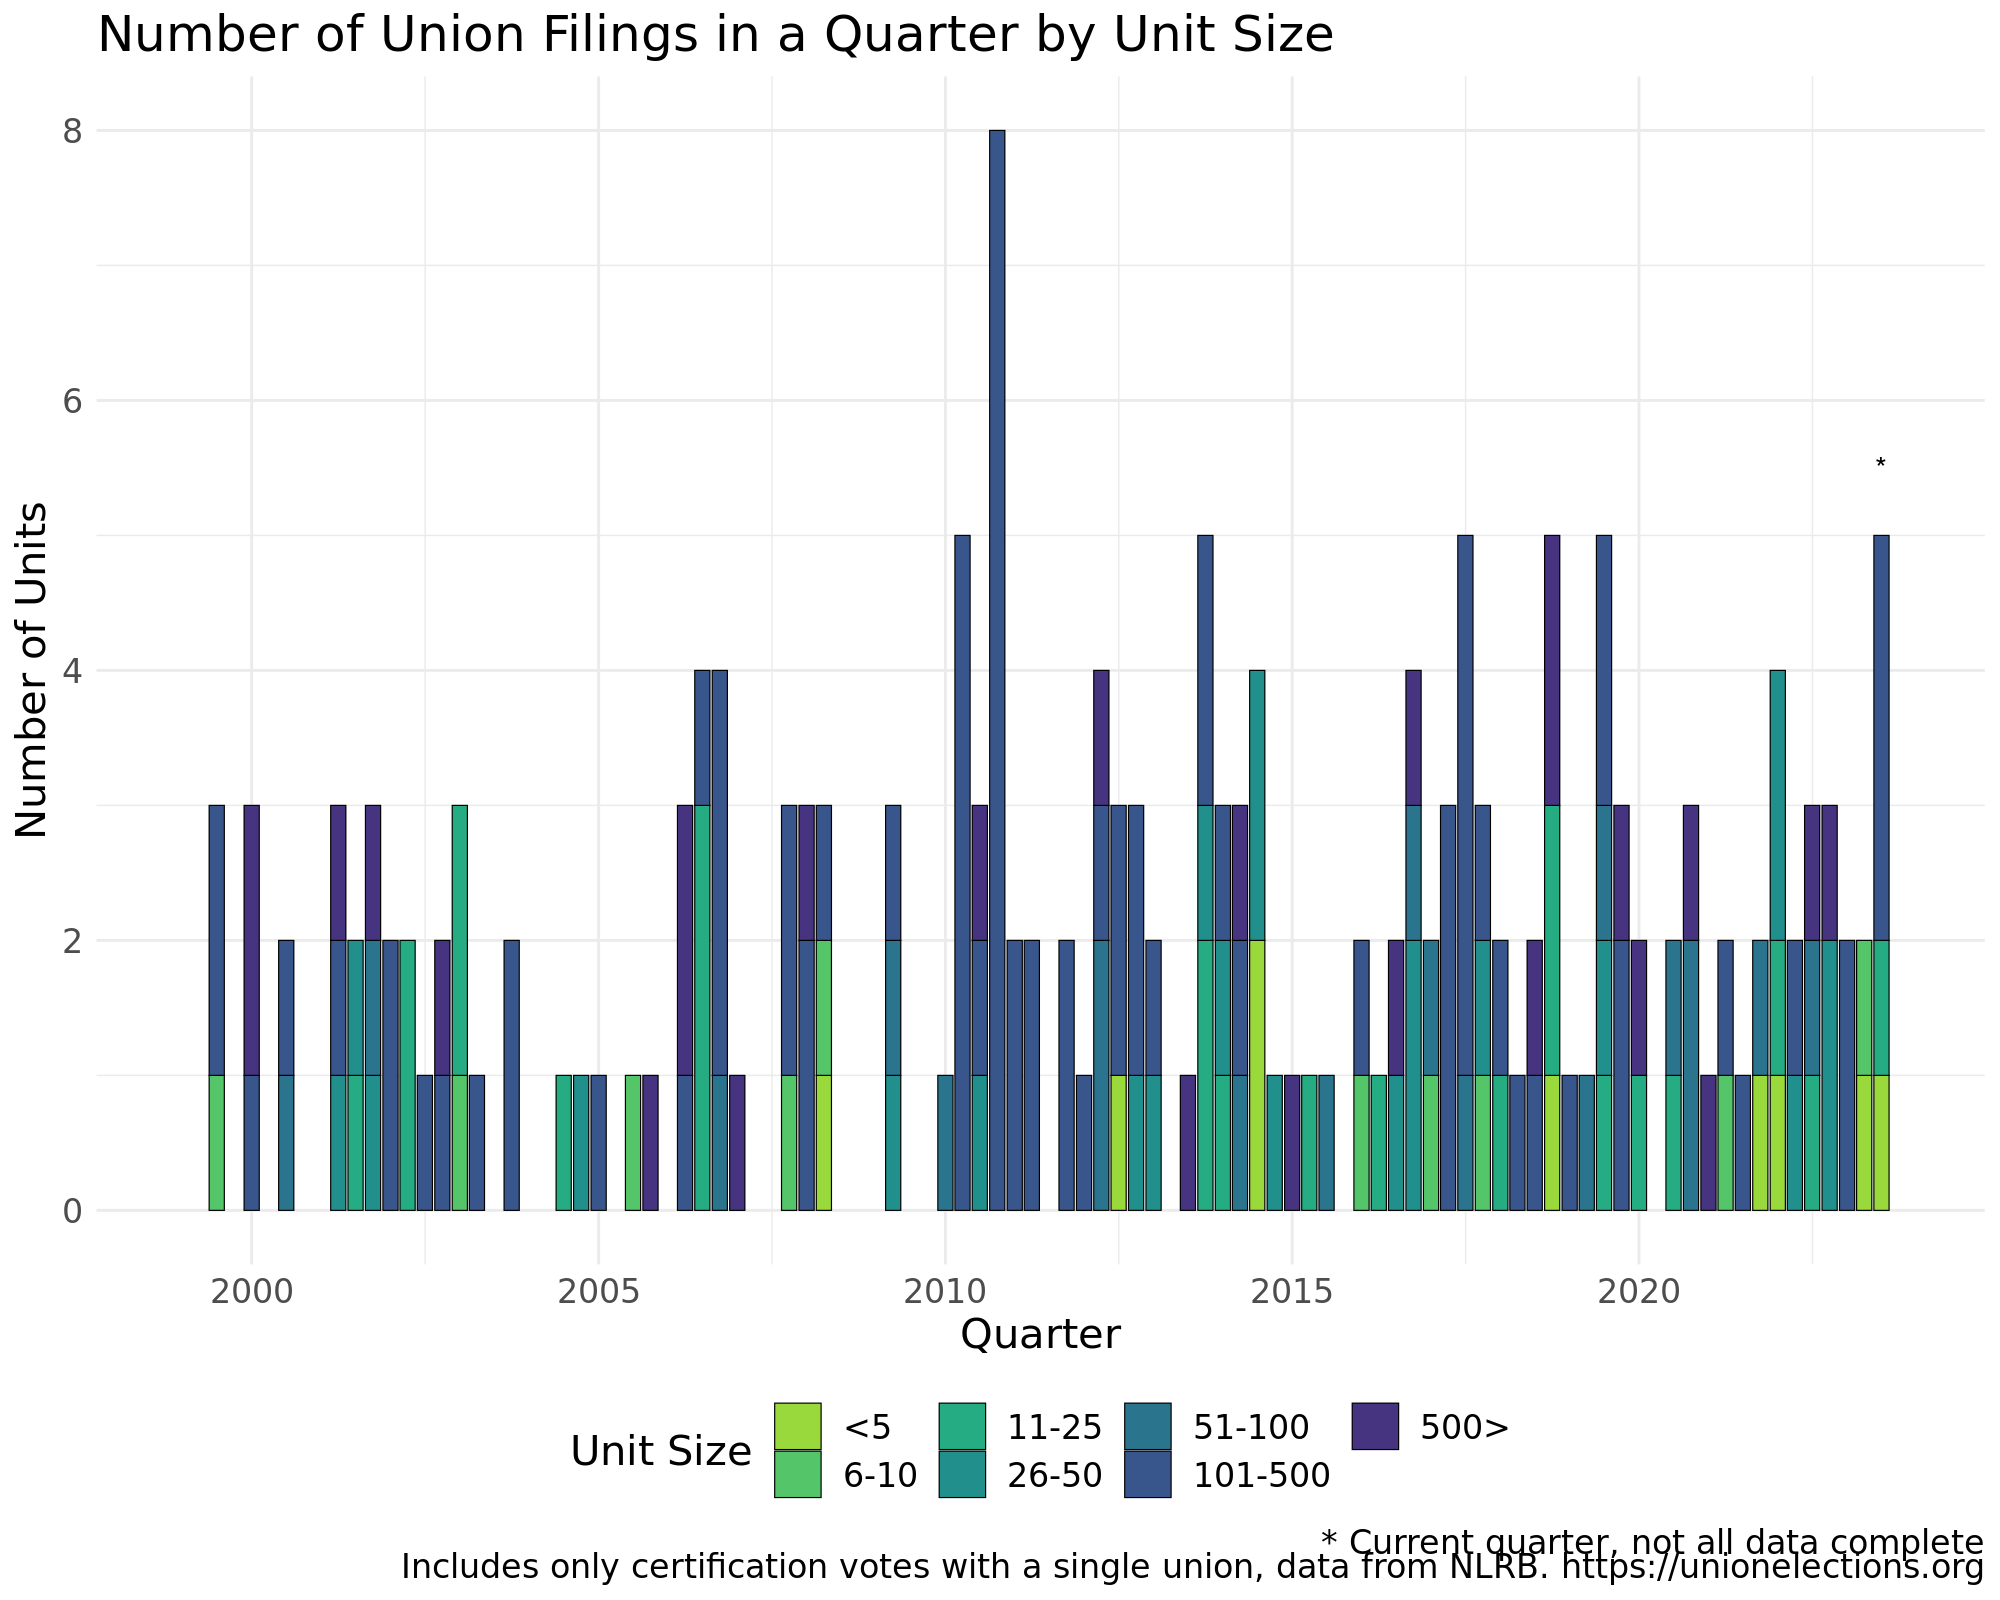 Number of Union Filings in a Quarter by Unit Size
Number of Units
8
6
4
2
0
*
2000 2005 2010 2015 2020
Quarter
Unit Size
<5 11-25 51-100 500>
6-10 26-50 101-500
* Current quarter, not all data complete
Includes only certification votes with a single union, data from NLRB. https://unionelections.org